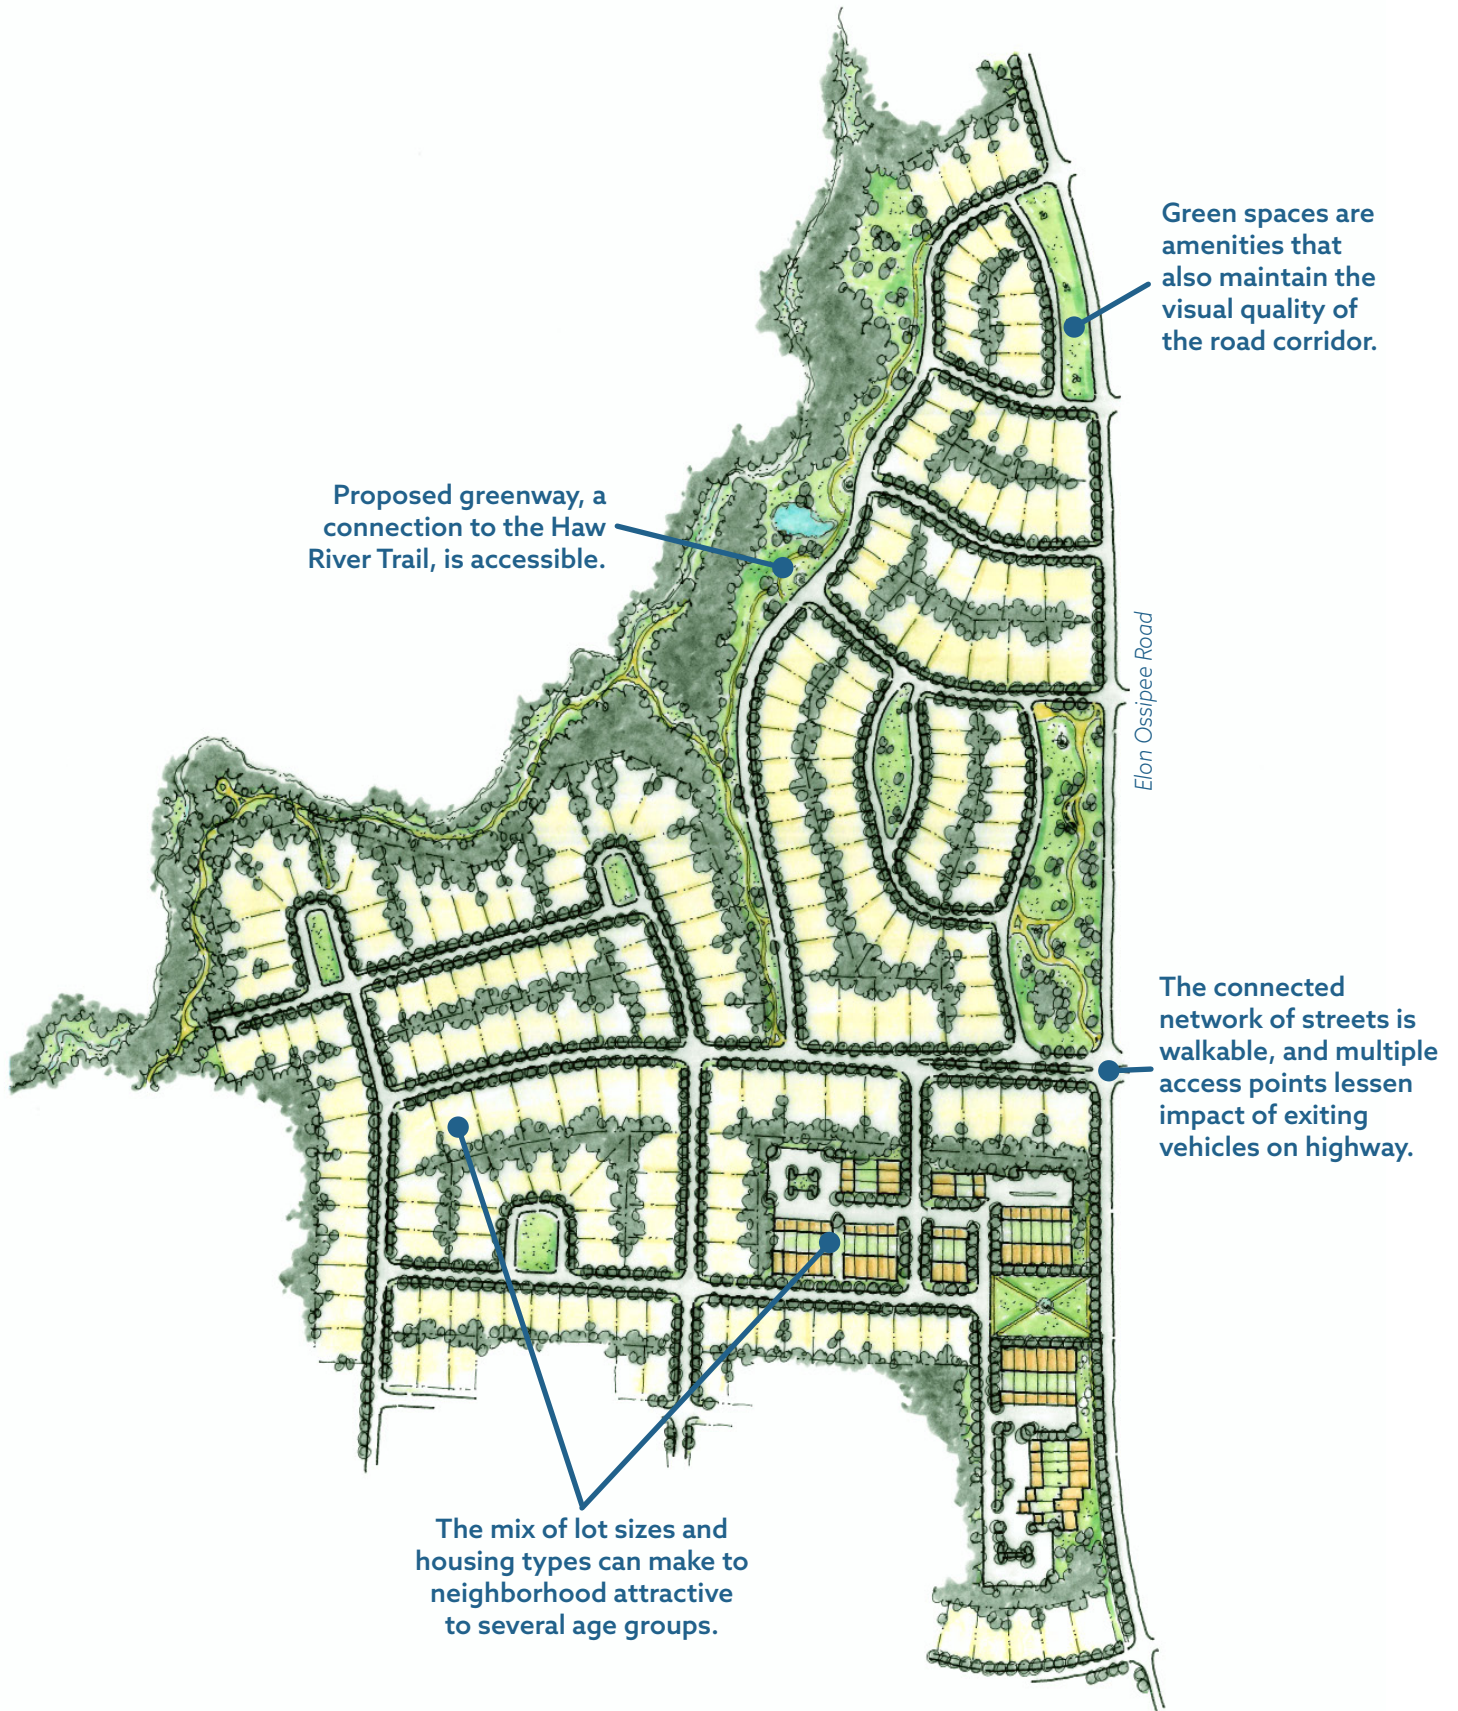 Green spaces are
amenities that
also maintain the
visual quality of
the road corridor.
Proposed greenway, a
connection to the Haw
River Trail, is accessible.
Elon Ossipee Road
The connected
network of streets is
walkable, and multiple
access points lessen
impact of exiting
vehicles on highway.
The mix of lot sizes and
housing types can make to
neighborhood attractive
to several age groups.